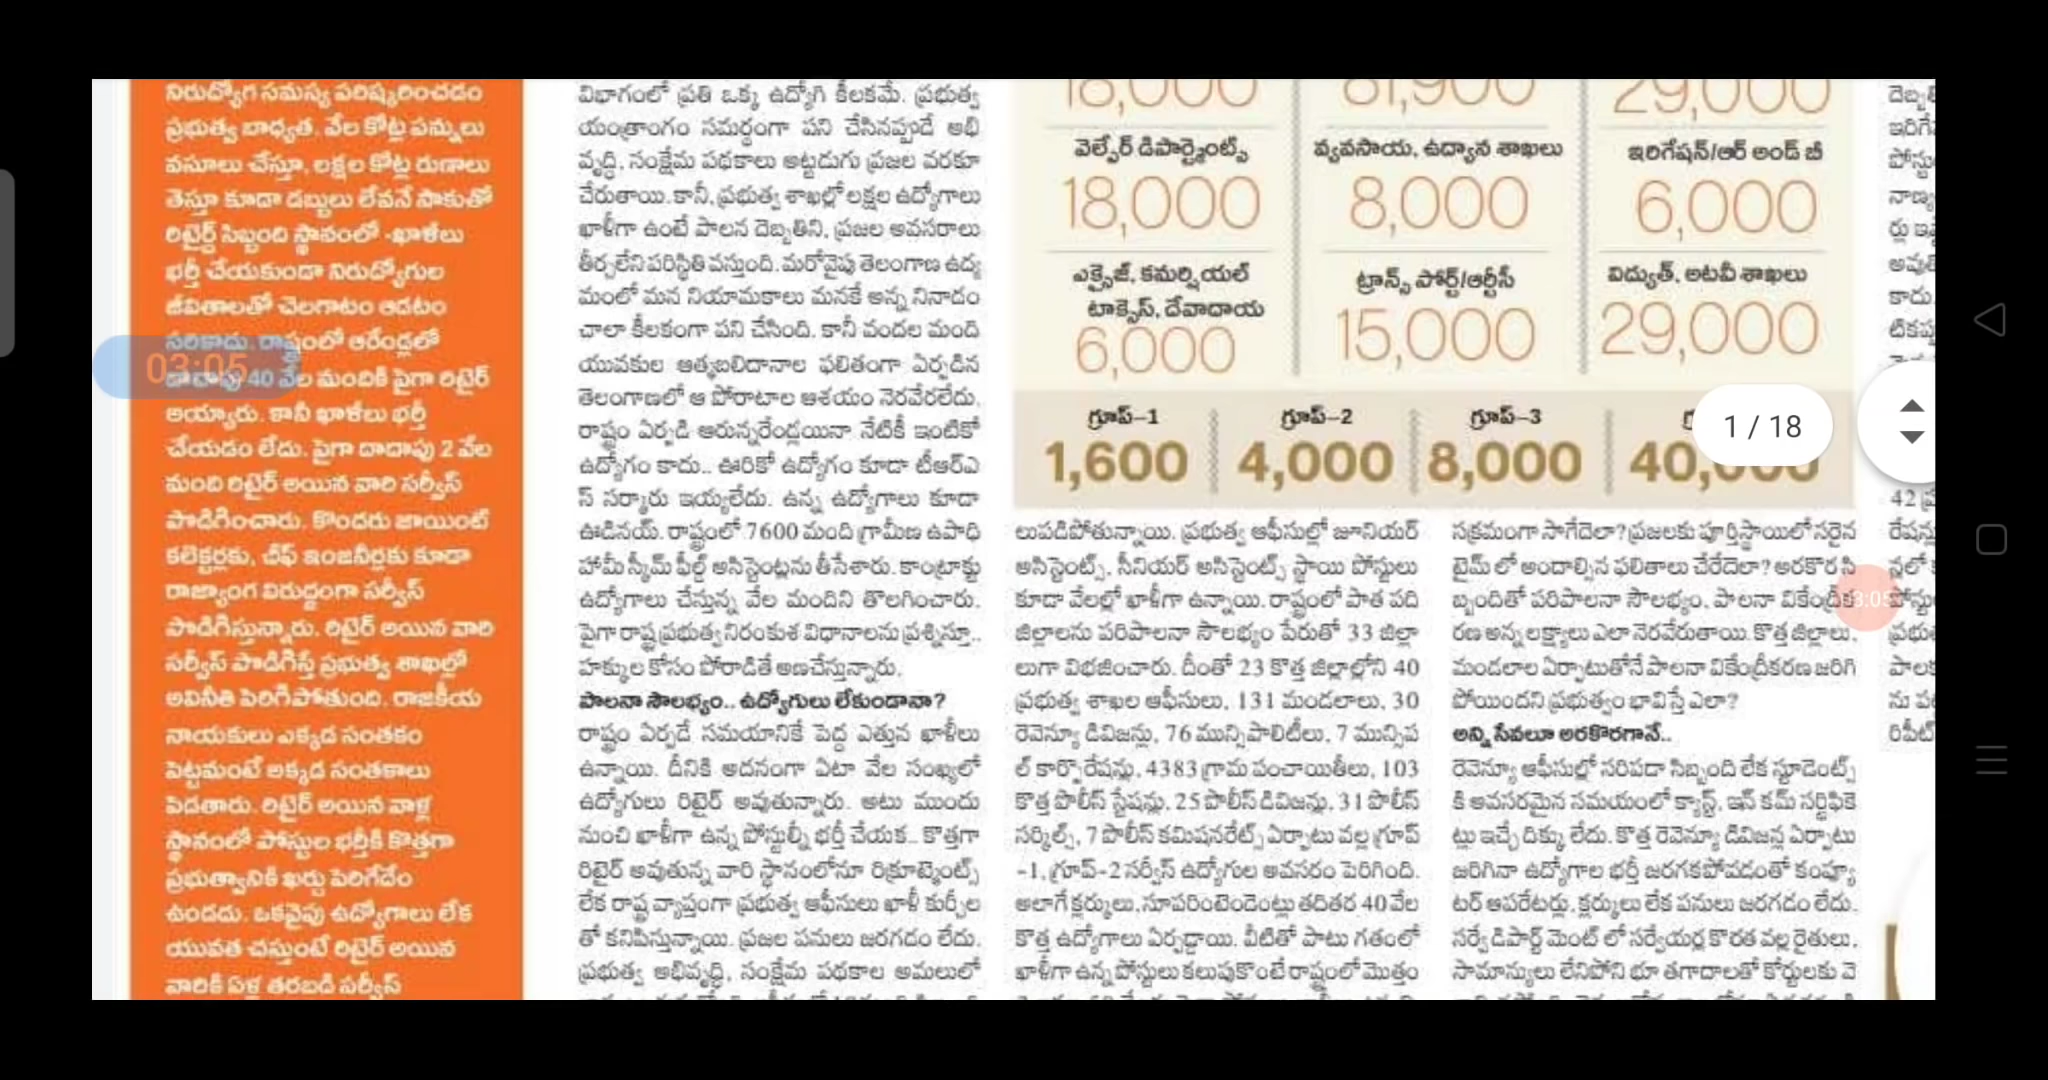 నిరుద్యోగ సమస్య పరిష్కరించడం
ప్రభుత్వ బాధ్యత. వేల కోట్ల పన్నులు
వసూలు చేస్తూ, లక్షల కోట్ల రుణాలు
తెస్తూ కూడా డబ్బులు లేవనే సాకుతో
రిటైర్డ్ సిబ్బంది స్థానంలో -ఖాళీలు
భర్తీ చేయకుండా నిరుద్యోగుల
జీవితాలతో చెలగాటం ఆడటం
సరికాదు. రాష్ట్రంలో ఆరేండ్లలో
దాదాపు 40 వేల మందికి పైగా రిటైర్
అయ్యారు. కానీ ఖాళీలు భర్తీ
చేయడం లేదు. పైగా దాదాపు 2 వేల
మంది రిటైర్ అయిన వారి సర్వీస్
పొడిగించారు. కొందరు జాయింట్
కలెక్టర్లకు, చీఫ్ ఇంజనీర్లకు కూడా
రాజ్యాంగ విరుద్ధంగా సర్వీస్
పొడిగిస్తున్నారు. రిటైర్ అయిన వారి
సర్వీస్ పొడిగిస్తే ప్రభుత్వ శాఖల్లో
అవినీతి పెరిగిపోతుంది. రాజకీయ
నాయకులు ఎక్కడ సంతకం
పెట్టమంటే అక్కడ సంతకాలు
పెడతారు. రిటైర్ అయిన వాళ్ల
స్థానంలో పోస్టుల భర్తీకి కొత్తగా
ప్రభుత్వానికి ఖర్చు పెరిగేదేం
ఉండదు. ఒకవైపు ఉద్యోగాలు లేక
యువత చస్తుంటే రిటైర్ అయిన
వారికి ఏళ్ల తరబడి సర్వీస్
03:05
విభాగంలో ప్రతి ఒక్క ఉద్యోగి కీలకమే. ప్రభుత్వ
యంత్రాంగం సమర్థంగా పని చేసినప్పుడే అభి
వృద్ధి, సంక్షేమ పథకాలు అట్టడుగు ప్రజల వరకూ
చేరుతాయి. కానీ, ప్రభుత్వ శాఖల్లో లక్షల ఉద్యోగాలు
ఖాళీగా ఉంటే పాలన దెబ్బతిని, ప్రజల అవసరాలు
తీర్చలేని పరిస్థితి వస్తుంది. మరోవైపు తెలంగాణ ఉద్య
మంలో మన నియామకాలు మనకే అన్న నినాదం
చాలా కీలకంగా పని చేసింది. కానీ వందల మంది
యువకుల ఆత్మబలిదానాల ఫలితంగా ఏర్పడిన
తెలంగాణలో ఆ పోరాటాల ఆశయం నెరవేరలేదు.
రాష్ట్రం ఏర్పడి ఆరున్నరేండ్లయినా నేటికీ ఇంటికో
ఉద్యోగం కాదు.. ఊరికో ఉద్యోగం కూడా టీఆర్ఎ
స్ సర్కారు ఇయ్యలేదు. ఉన్న ఉద్యోగాలు కూడా
ఊడినయ్. రాష్ట్రంలో 7600 మంది గ్రామీణ ఉపాధి
హామీ స్కీమ్ ఫీల్డ్ అసిస్టెంట్లను తీసేశారు. కాంట్రాక్టు
ఉద్యోగాలు చేస్తున్న వేల మందిని తొలగించారు.
పైగా రాష్ట్ర ప్రభుత్వ నిరంకుశ విధానాలను ప్రశ్నిస్తూ..
హక్కుల కోసం పోరాడితే అణచేస్తున్నారు.
పాలనా సౌలభ్యం.. ఉద్యోగులు లేకుండానా?
రాష్ట్రం ఏర్పడే సమయానికే పెద్ద ఎత్తున ఖాళీలు
ఉన్నాయి. దీనికి అదనంగా ఏటా వేల సంఖ్యలో
ఉద్యోగులు రిటైర్ అవుతున్నారు. అటు ముందు
నుంచి ఖాళీగా ఉన్న పోస్టుల్నీ భర్తీ చేయక.. కొత్తగా
రిటైర్ అవుతున్న వారి స్థానంలోనూ రిక్రూట్మెంట్స్
లేక రాష్ట్ర వ్యాప్తంగా ప్రభుత్వ ఆఫీసులు ఖాళీ కుర్చీల
తో కనిపిస్తున్నాయి. ప్రజల పనులు జరగడం లేదు.
ప్రభుత్వ అభివృద్ధి, సంక్షేమ పథకాల అమలులో
18,000 81,900 29,000
వెల్ఫేర్ డిపార్ట్మెంట్స్ వ్యవసాయ, ఉద్యాన శాఖలు ఇరిగేషన్/ఆర్ అండ్ బీ
18,000 8,000 6,000
ఎక్సైజ్, కమర్షియల్ ట్రాన్స్ పోర్ట్/ఆర్టీసీ విద్యుత్, అటవీ శాఖలు
టాక్సెస్, దేవాదాయ
6,000 15,000 29,000
గ్రూప్-1 గ్రూప్-2 గ్రూప్-3
1,600 4,000 8,000 40,000
1 / 18
లుపడిపోతున్నాయి. ప్రభుత్వ ఆఫీసుల్లో జూనియర్
అసిస్టెంట్స్, సీనియర్ అసిస్టెంట్స్ స్థాయి పోస్టులు
కూడా వేలల్లో ఖాళీగా ఉన్నాయి. రాష్ట్రంలో పాత పది
జిల్లాలను పరిపాలనా సౌలభ్యం పేరుతో 33 జిల్లా
లుగా విభజించారు. దీంతో 23 కొత్త జిల్లాల్లోని 40
ప్రభుత్వ శాఖల ఆఫీసులు, 131 మండలాలు, 30
రెవెన్యూ డివిజన్లు, 76 మున్సిపాలిటీలు, 7 మున్సిప
ల్ కార్పొరేషన్లు, 4383 గ్రామ పంచాయితీలు, 103
కొత్త పోలీస్ స్టేషన్లు, 25 పోలీస్ డివిజన్లు, 31 పోలీస్
సర్కిల్స్, 7 పోలీస్ కమిషనరేట్స్ ఏర్పాటు వల్ల గ్రూప్
-1, గ్రూప్-2 సర్వీస్ ఉద్యోగుల అవసరం పెరిగింది.
అలాగే క్లర్కులు, సూపరింటెండెంట్లు తదితర 40 వేల
కొత్త ఉద్యోగాలు ఏర్పడ్డాయి. వీటితో పాటు గతంలో
ఖాళీగా ఉన్న పోస్టులు కలుపుకొంటే రాష్ట్రంలో మొత్తం
సక్రమంగా సాగేదెలా? ప్రజలకు పూర్తిస్థాయిలో సరైన
టైమ్ లో అందాల్సిన ఫలితాలు చేరేదెలా? అరకొర సి
బ్బందితో పరిపాలనా సౌలభ్యం, పాలనా వికేంద్రీక
రణ అన్న లక్ష్యాలు ఎలా నెరవేరుతాయి. కొత్త జిల్లాలు,
మండలాల ఏర్పాటుతోనే పాలనా వికేంద్రీకరణ జరిగి
పోయిందని ప్రభుత్వం భావిస్తే ఎలా?
అన్ని సేవలూ అరకొరగానే..
రెవెన్యూ ఆఫీసుల్లో సరిపడా సిబ్బంది లేక స్టూడెంట్స్
కి అవసరమైన సమయంలో క్యాస్ట్, ఇన్ కమ్ సర్టిఫికె
ట్లు ఇచ్చే దిక్కు లేదు. కొత్త రెవెన్యూ డివిజన్ల ఏర్పాటు
జరిగినా ఉద్యోగాల భర్తీ జరగకపోవడంతో కంప్యూ
టర్ ఆపరేటర్లు, క్లర్కులు లేక పనులు జరగడం లేదు.
సర్వే డిపార్ట్ మెంట్ లో సర్వేయర్ల కొరత వల్ల రైతులు,
సామాన్యులు లేనిపోని భూ తగాదాలతో కోర్టులకు వె
కాదు.
42